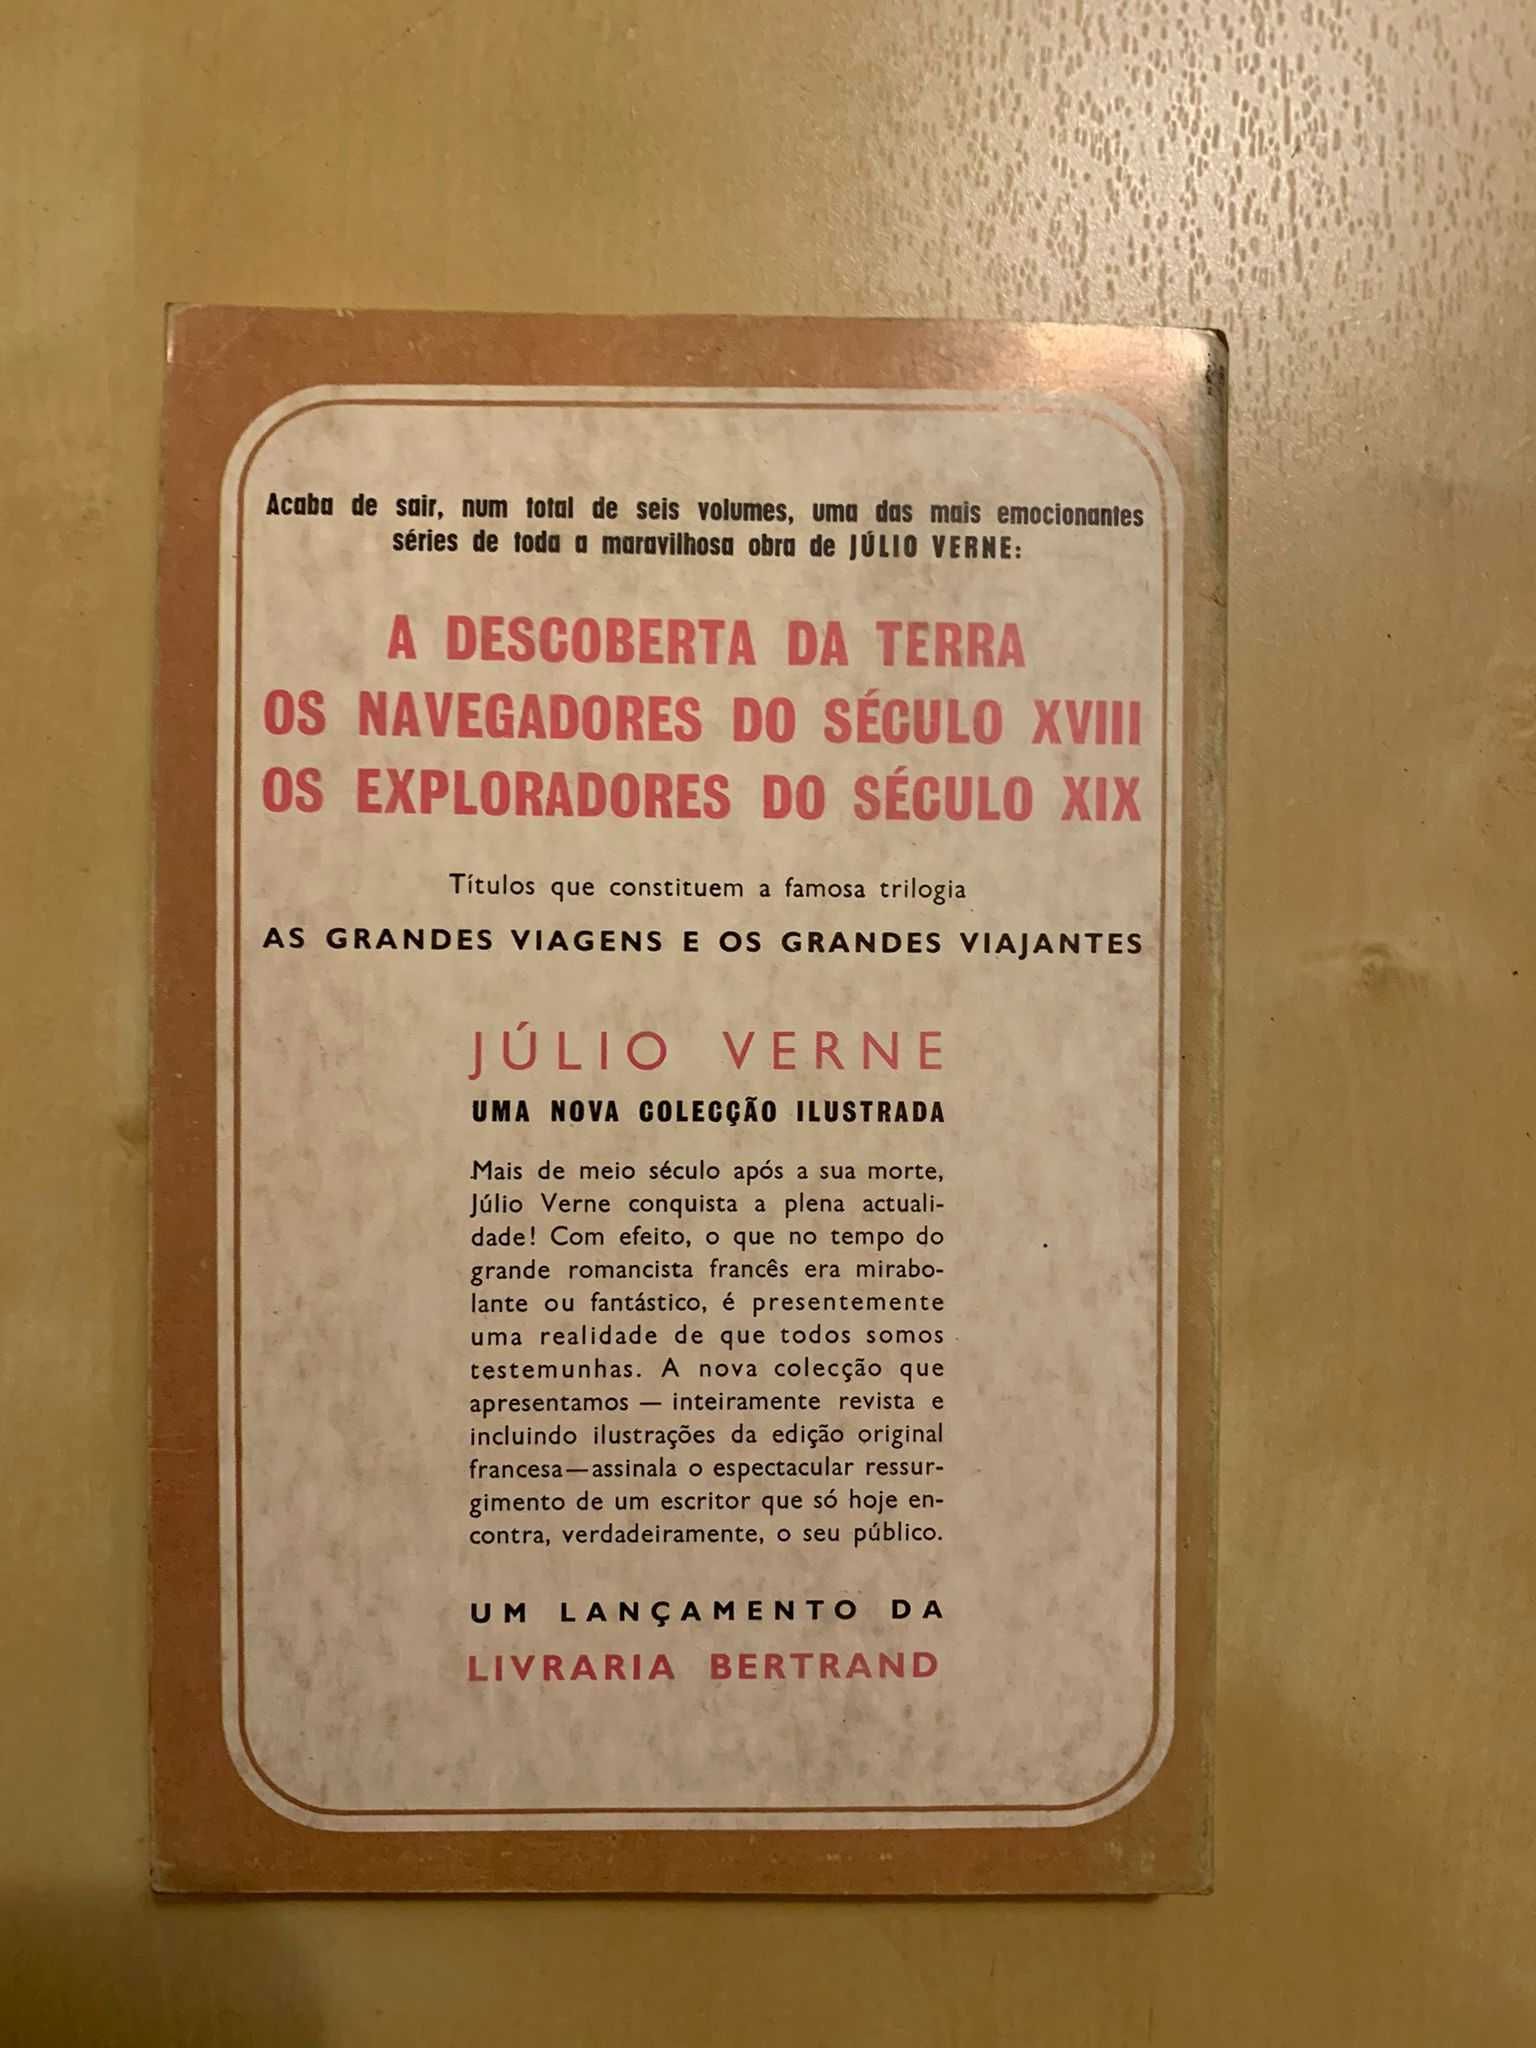 Acaba de sair, num total de seis volumes, uma das mais emocionantes
séries de toda a maravilhosa obra de JÚLIO VERNE:
A DESCOBERTA DA TERRA
OS NAVEGADORES DO SÉCULO XVIII
OS EXPLORADORES DO SÉCULO XIX
Títulos que constituem a famosa trilogia
AS GRANDES VIAGENS E OS GRANDES VIAJANTES
JÚLIO VERNE
UMA NOVA COLECÇÃO ILUSTRADA
Mais de meio século após a sua morte,
Júlio Verne conquista a plena actuali-
dade! Com efeito, o que no tempo do
grande romancista francês era mirabo-
lante ou fantástico, é presentemente
uma realidade de que todos somos
testemunhas. A nova colecção que
apresentamos — inteiramente revista e
incluindo ilustrações da edição original
francesa—assinala o espectacular ressur-
gimento de um escritor que só hoje en-
contra, verdadeiramente, o seu público.
UM LANÇAMENTO DA
LIVRARIA BERTRAND